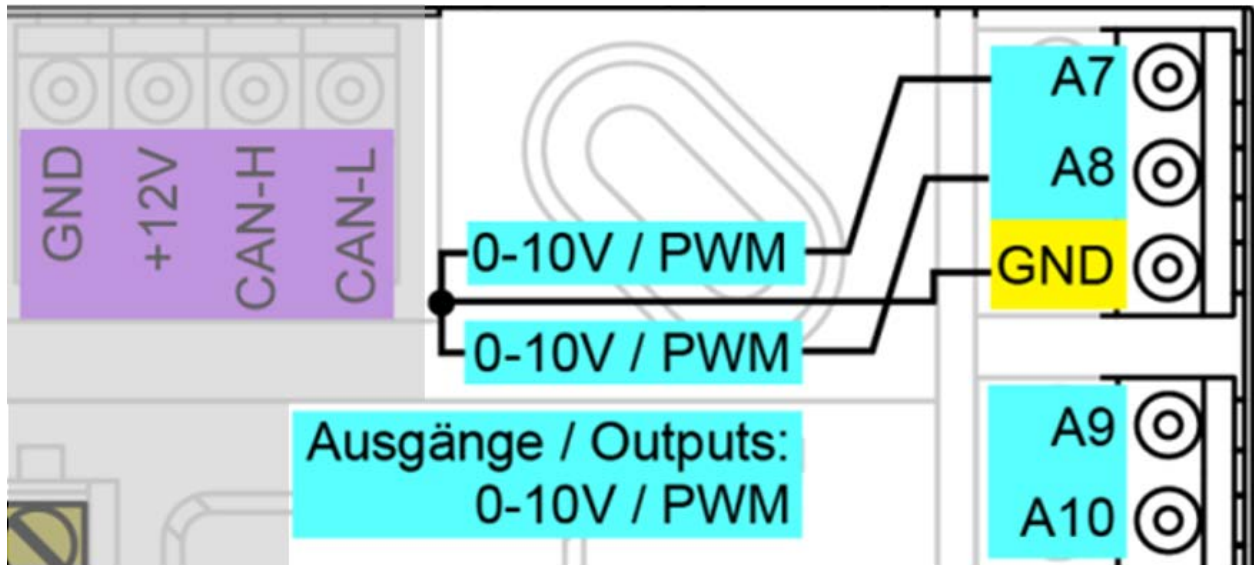 GND
+12V
CAN-H
CAN-L
0-10V / PWM
0-10V / PWM
Ausgänge / Outputs:
0-10V / PWM
A7
A8
GND
A9
A10